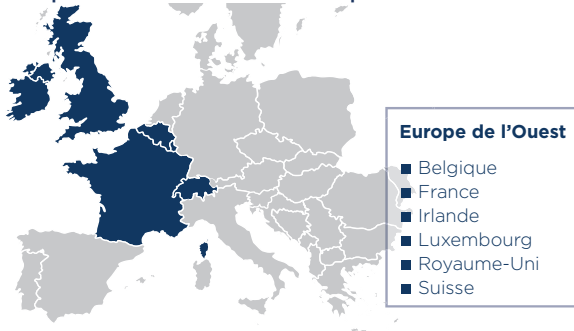 Europe de l'Ouest
Belgique
France
Irlande
Luxembourg
Royaume-Uni
Suisse